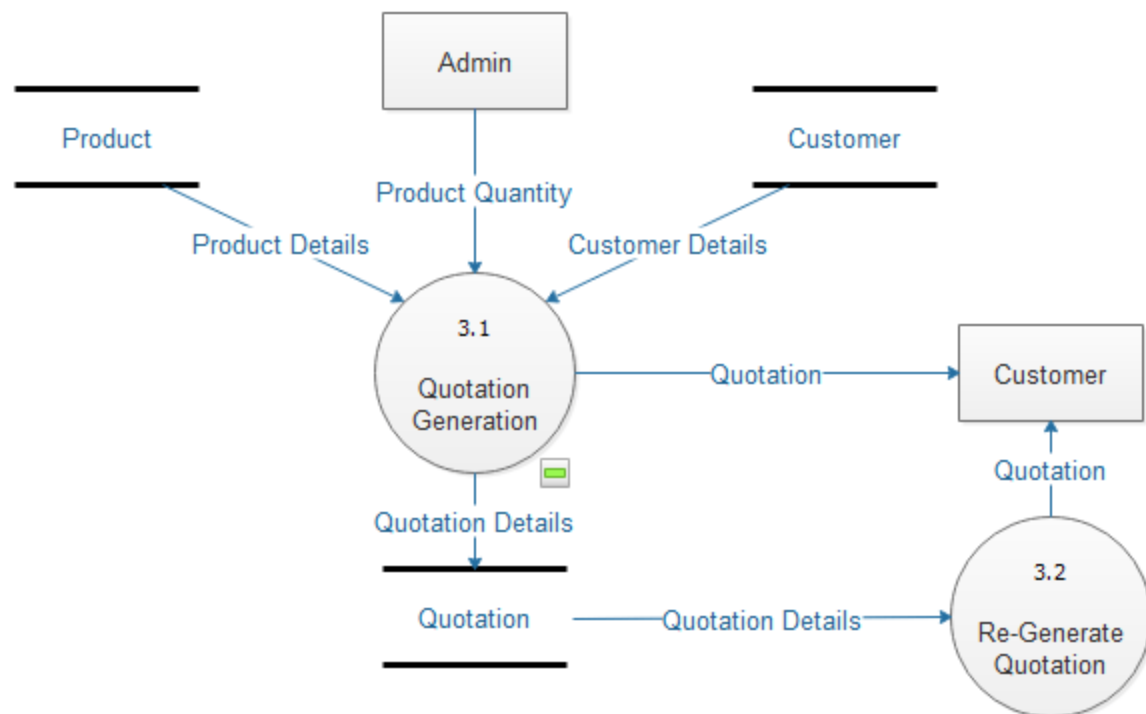 Admin
Product
Customer
Product Quantity
Product Details
Customer Details
3.1
Quotation
Generation
Quotation
Customer
Quotation
Quotation Details
3.2
Quotation
Quotation Details
Re-Generate
Quotation